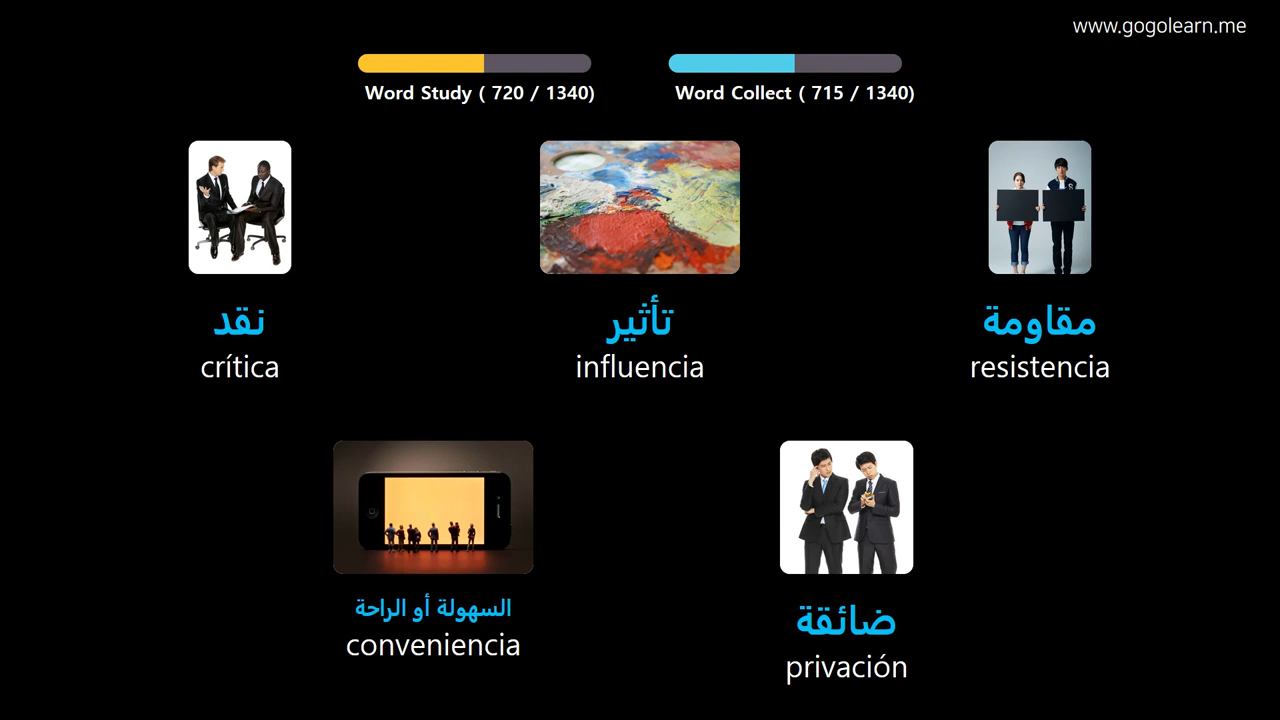 www.gogolearn.me
Word Study ( 720 / 1340)
Word Collect ( 715 / 1340)
نقد
crítica
تأثير
influencia
مقاومة
resistencia
السهولة أو الراحة
conveniencia
ضائقة
privación